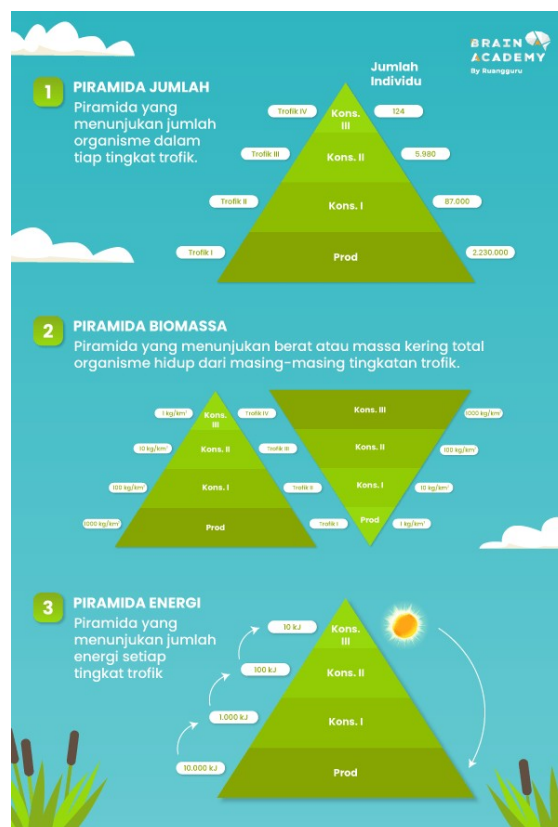 BRAIN
ACADEMY
By Ruangguru
1
PIRAMIDA JUMLAH
Piramida yang
menunjukan jumlah
organisme dalam
tiap tingkat trofik.
Jumlah
Individu
Trofik IV
Kons.
III
124
Trofik III
Kons. II
5.980
Trofik II
Kons. I
87.000
Trofik I
Prod
2.230.000
2
PIRAMIDA BIOMASSA
Piramida yang menunjukan berat atau massa kering total
organisme hidup dari masing-masing tingkatan trofik.
1 kg/km²
Kons.
III
Trofik IV
Kons. III
1000 kg/km²
10 kg/km²
Kons. II
Trofik III
Kons. II
100 kg/km²
100 kg/km²
Kons. I
Trofik II
Kons. I
10 kg/km²
1000 kg/km²
Prod
Trofik I
Prod
1 kg/km²
3
PIRAMIDA ENERGI
Piramida yang
menunjukan jumlah
energi setiap
tingkat trofik
10 kJ
Kons.
III
100 kJ
Kons. II
1.000 kJ
Kons. I
10.000 kJ
Prod